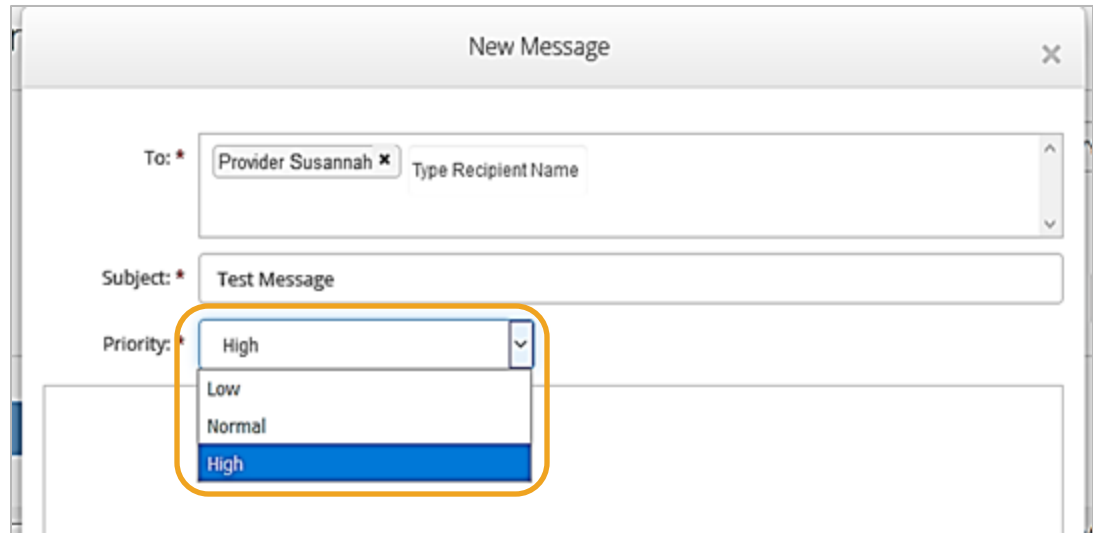 New Message
To: *
Provider Susannah ✖ Type Recipient Name
Subject: * Test Message
Priority: * High
Low
Normal
High